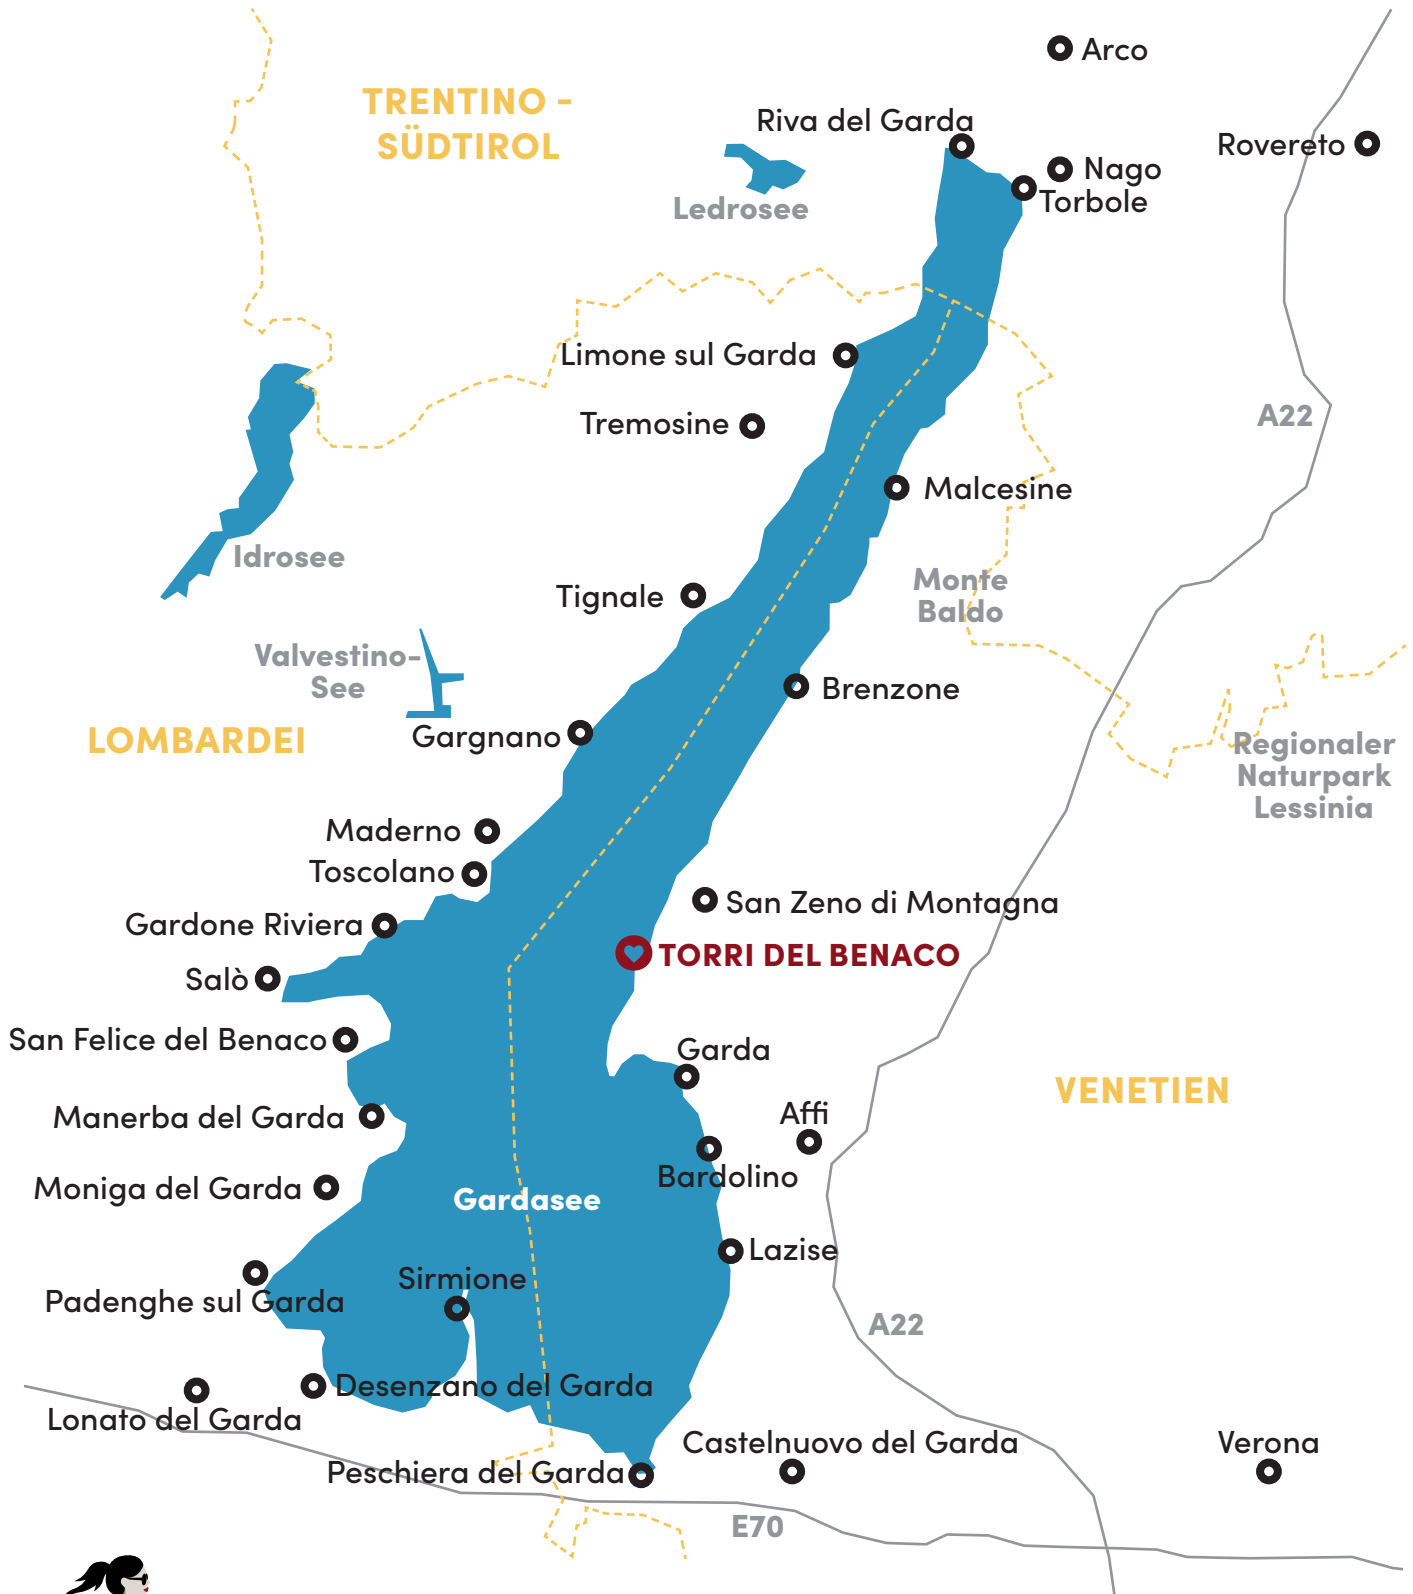 Arco
TRENTINO -
SÜDTIROL
Riva del Garda
Rovereto
Nago
Torbole
Ledrosee
Limone sul Garda
A22
Tremosine
Malcesine
Idrosee
Monte
Baldo
Tignale
Valvestino-
See
Brenzone
LOMBARDEI
Gargnano
Regionaler
Naturpark
Lessinia
Maderno
Toscolano
San Zeno di Montagna
Gardone Riviera
TORRI DEL BENACO
Salò
San Felice del Benaco
Garda
VENETIEN
Manerba del Garda
Affi
Bardolino
Moniga del Garda
Gardasee
Lazise
Sirmione
Padenghe sul Garda
A22
Desenzano del Garda
Lonato del Garda
Castelnuovo del Garda
Verona
Peschiera del Garda
E70